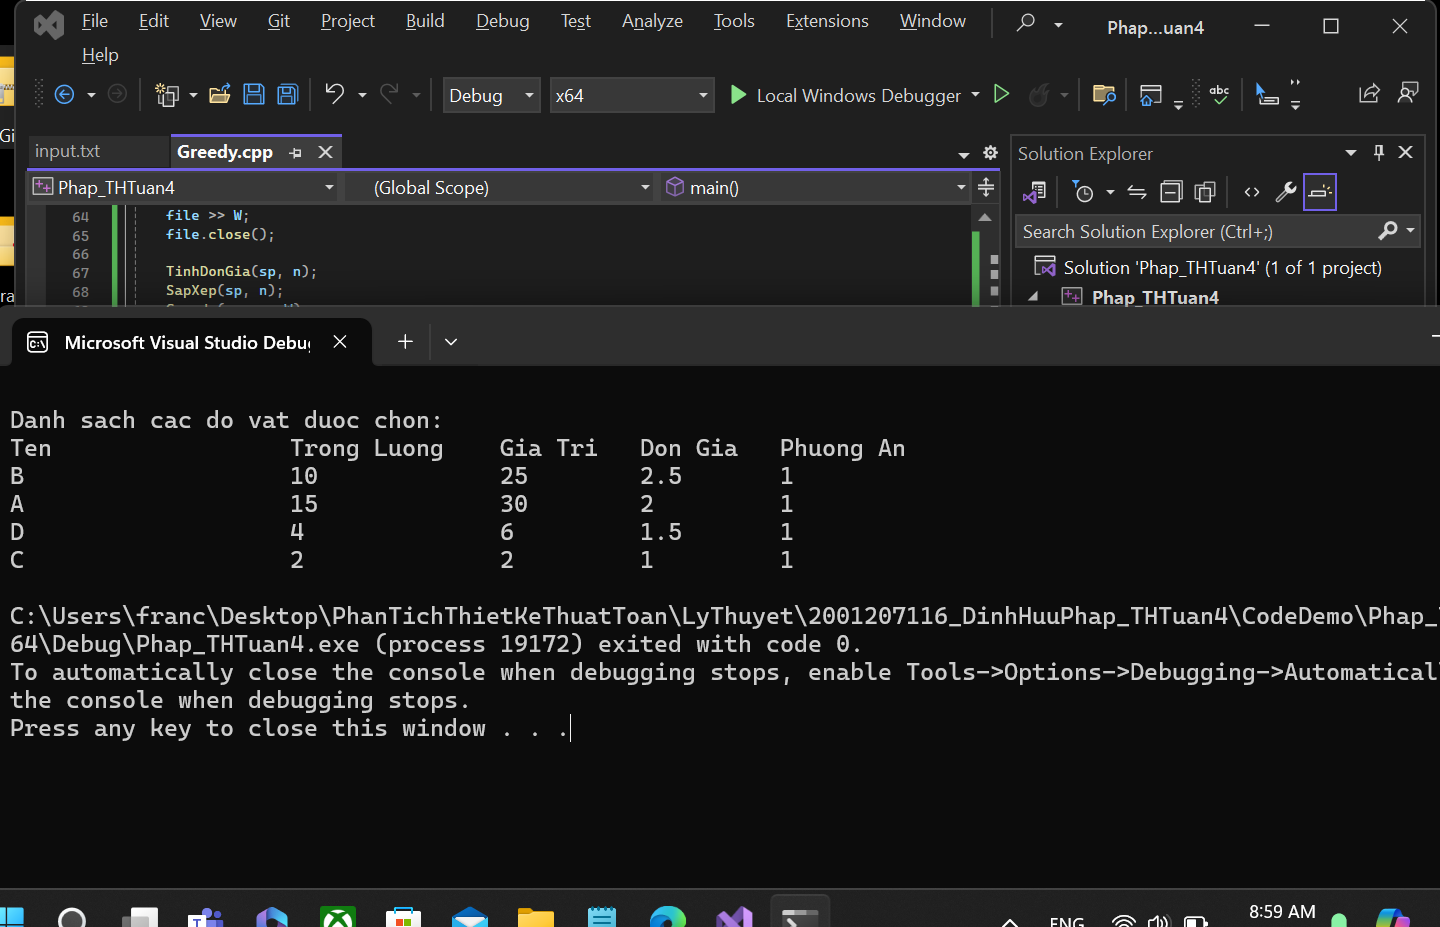 File Edit View Git Project Build Debug Test Analyze Tools Extensions Window Phap...uan4
Help
Debug x64 Local Windows Debugger abc
Gi
input.txt Greedy.cpp Solution Explorer
Phap_THTuan4 (Global Scope) main()
64 file >> W;
65 file.close();
66
67 TinhDonGia(sp, n);
68 SapXep(sp, n);
Search Solution Explorer (Ctrl+;)
Solution 'Phap_THTuan4' (1 of 1 project)
ra
Phap_THTuan4
Microsoft Visual Studio Debu
Danh sach cac do vat duoc chon:
Ten Trong Luong Gia Tri Don Gia Phuong An
B 10 25 2.5 1
A 15 30 2 1
D 4 6 1.5 1
C 2 2 1 1
C:\Users\franc\Desktop\PhanTichThietKeThuatToan\LyThuyet\2001207116_DinhHuuPhap_THTuan4\CodeDemo\Phap_
64\Debug\Phap_THTuan4.exe (process 19172) exited with code 0.
To automatically close the console when debugging stops, enable Tools->Options->Debugging->Automatical
the console when debugging stops.
Press any key to close this window . . .
ENG 8:59 AM